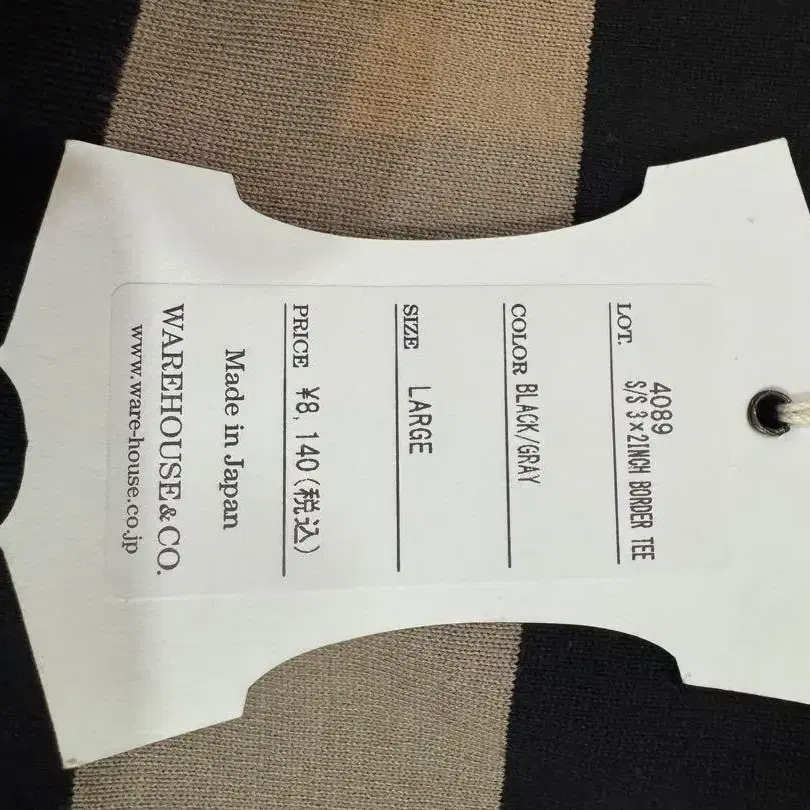 LOT. 4089
S/S 3×2INCH BORDER TEE
COLOR BLACK/GRAY
SIZE LARGE
PRICE ¥8,140(税込)
Made in Japan
WAREHOUSE & CO.
www.ware-house.co.jp